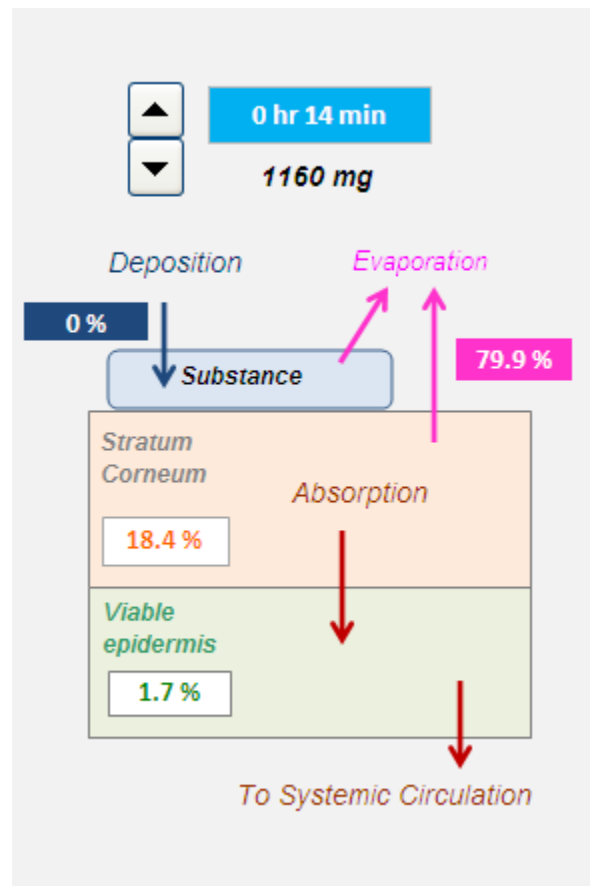 0 hr 14 min
1160 mg
Deposition
Evaporation
0 %
79.9 %
Substance
Stratum
Corneum
Absorption
18.4 %
Viable
epidermis
1.7 %
To Systemic Circulation